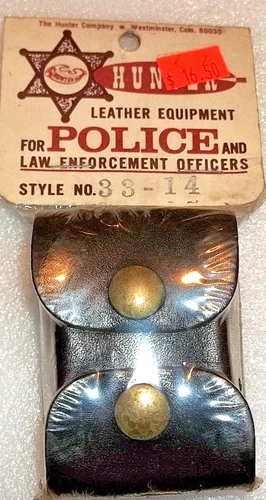 The Hunter Company Westminster, Colo. 80030
HUNTER
$ 16.50
LEATHER EQUIPMENT
FOR POLICE AND
LAW ENFORCEMENT OFFICERS
STYLE NO. 33-14